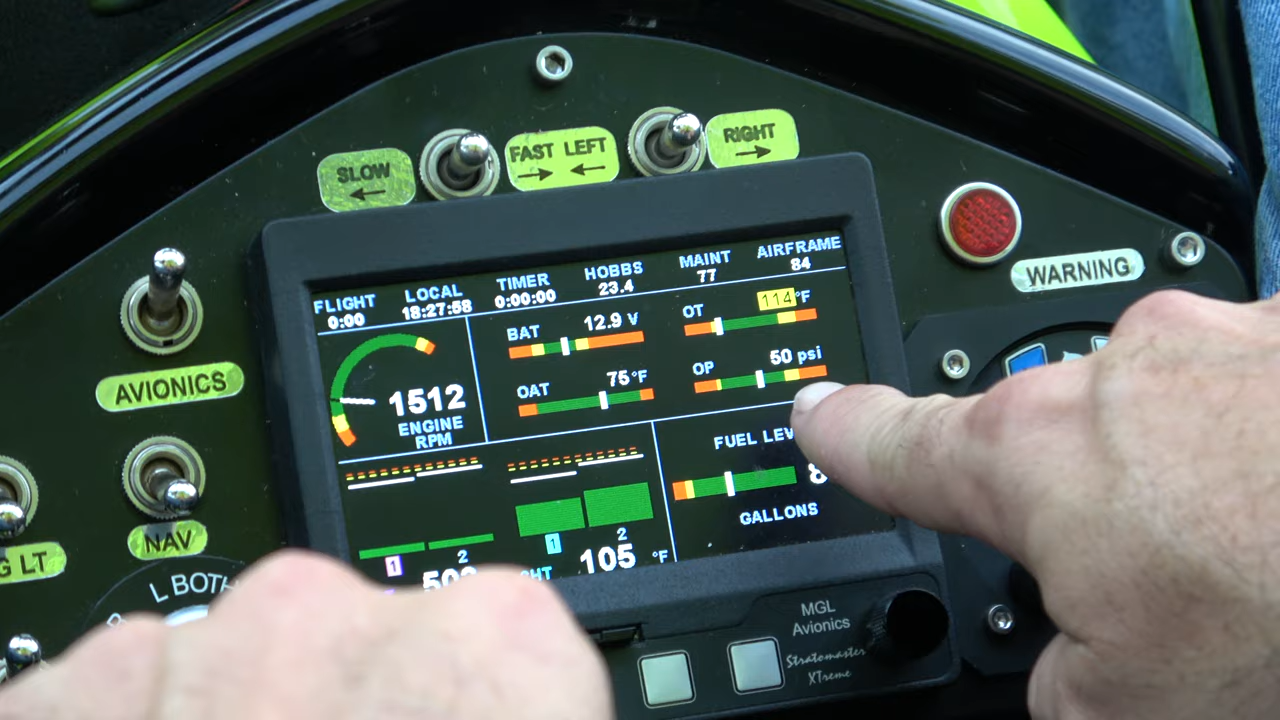 SLOW
←
FAST LEFT
→ ←
RIGHT
→
WARNING
AVIONICS
NAV
LT
L BOTH
FLIGHT
0:00
LOCAL
18:27:58
TIMER
0:00:00
HOBBS
23.4
MAINT
77
AIRFRAME
84
1512
ENGINE
RPM
BAT 12.9 V
OAT 75 °F
OT 114 °F
OP 50 psi
FUEL
GALLONS
1 2
1 2
105 °F
MGL
Avionics
Stratomaster
XTreme